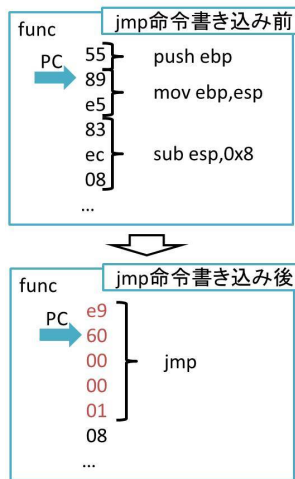 jmp命令書き込み前
func
PC
55
push ebp
89
mov ebp,esp
e5
83
ec
sub esp,0x8
08
…
jmp命令書き込み後
func
PC
e9
60
00
jmp
00
01
08
…